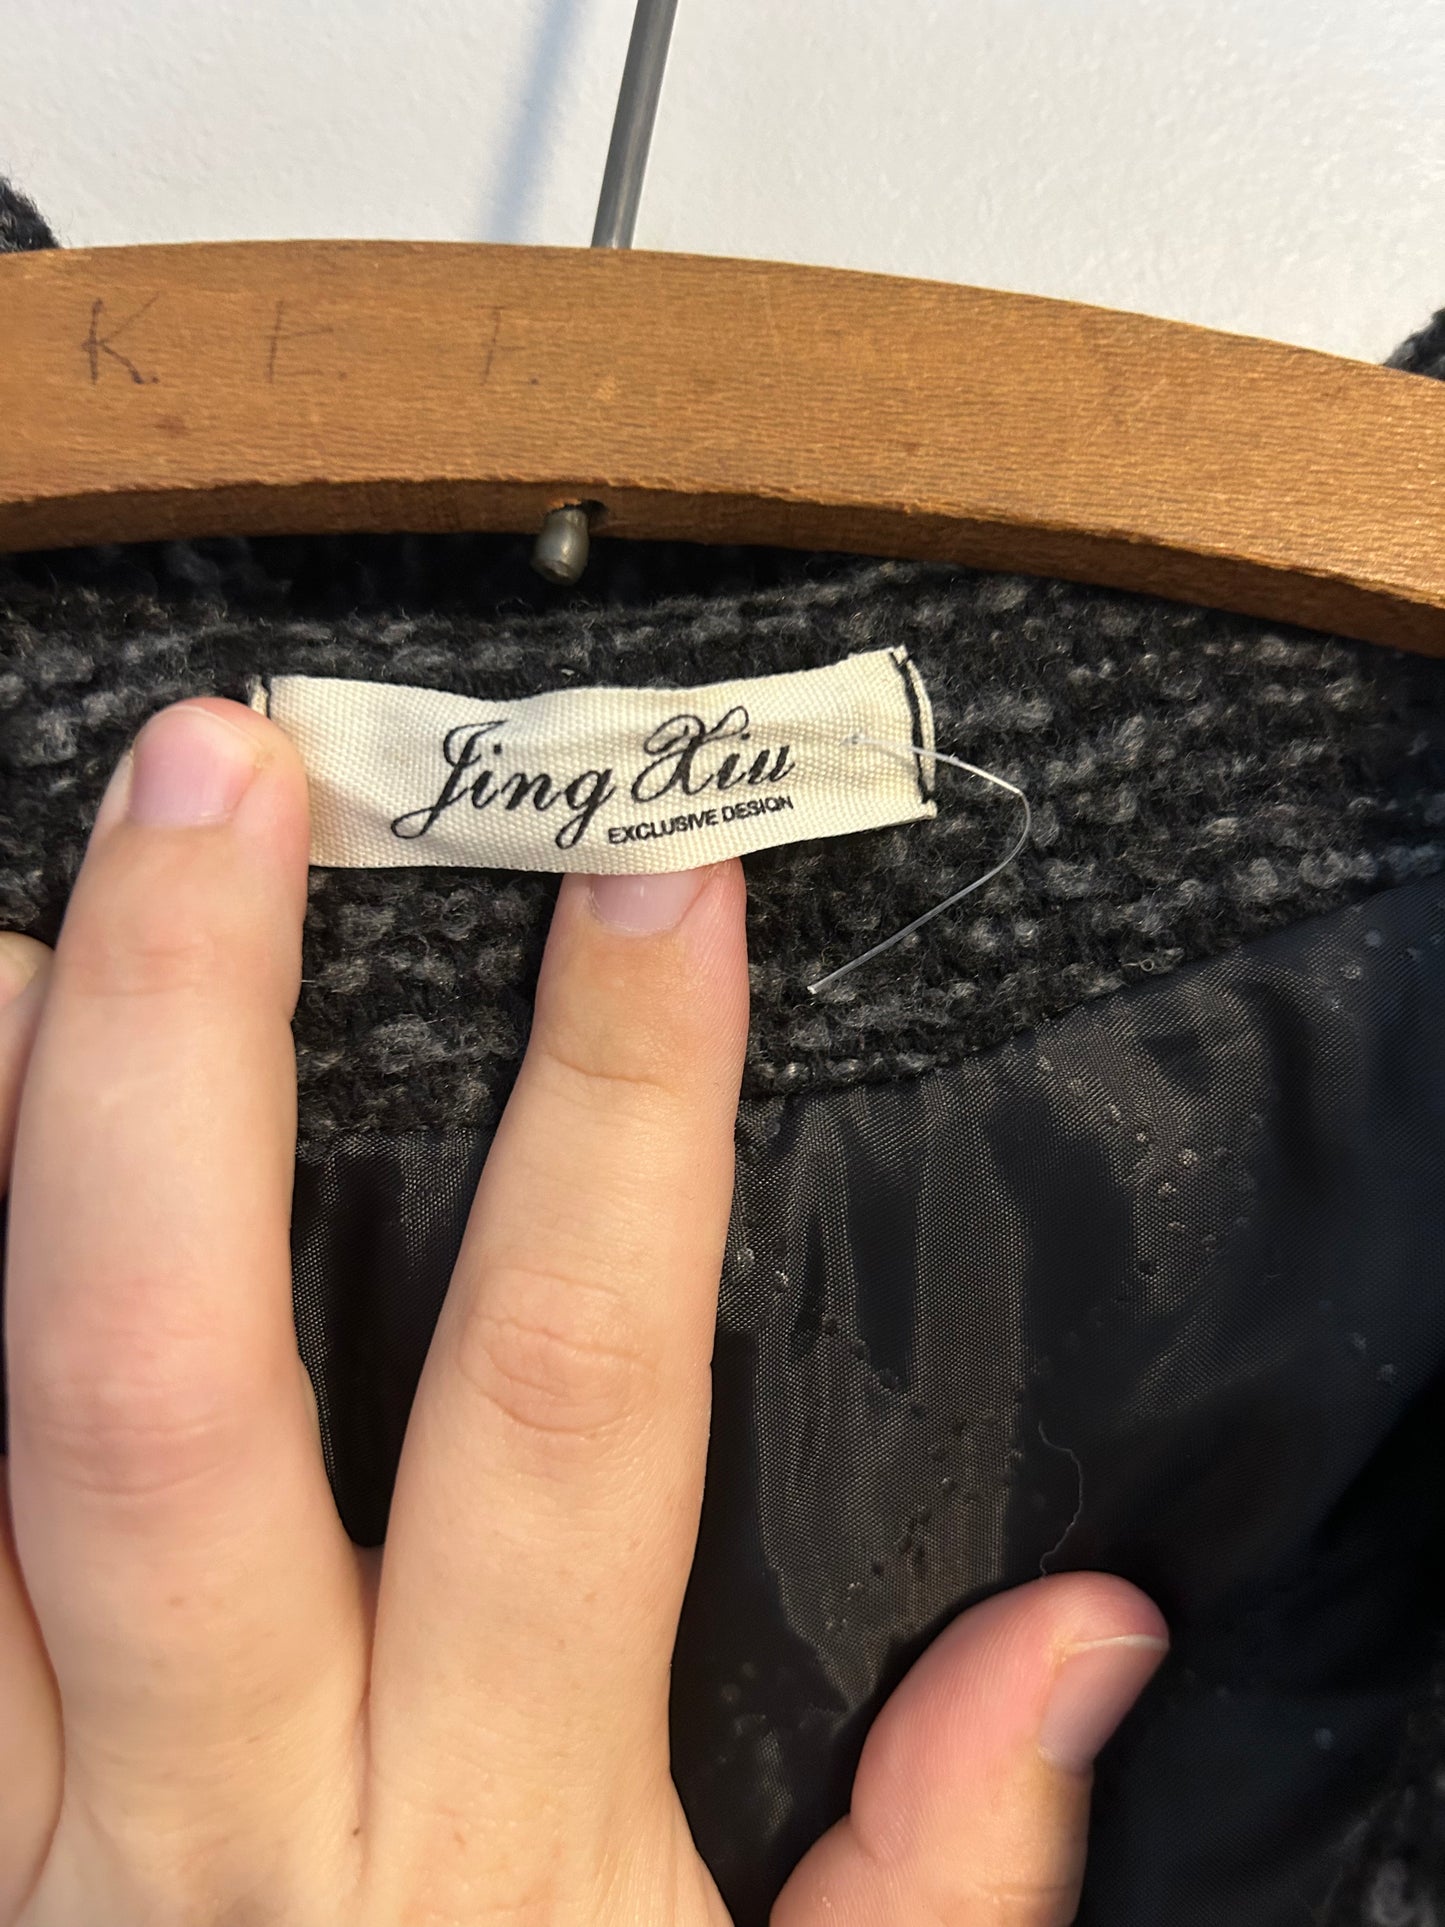 K. E. T.
Jing Xiu
EXCLUSIVE DESIGN